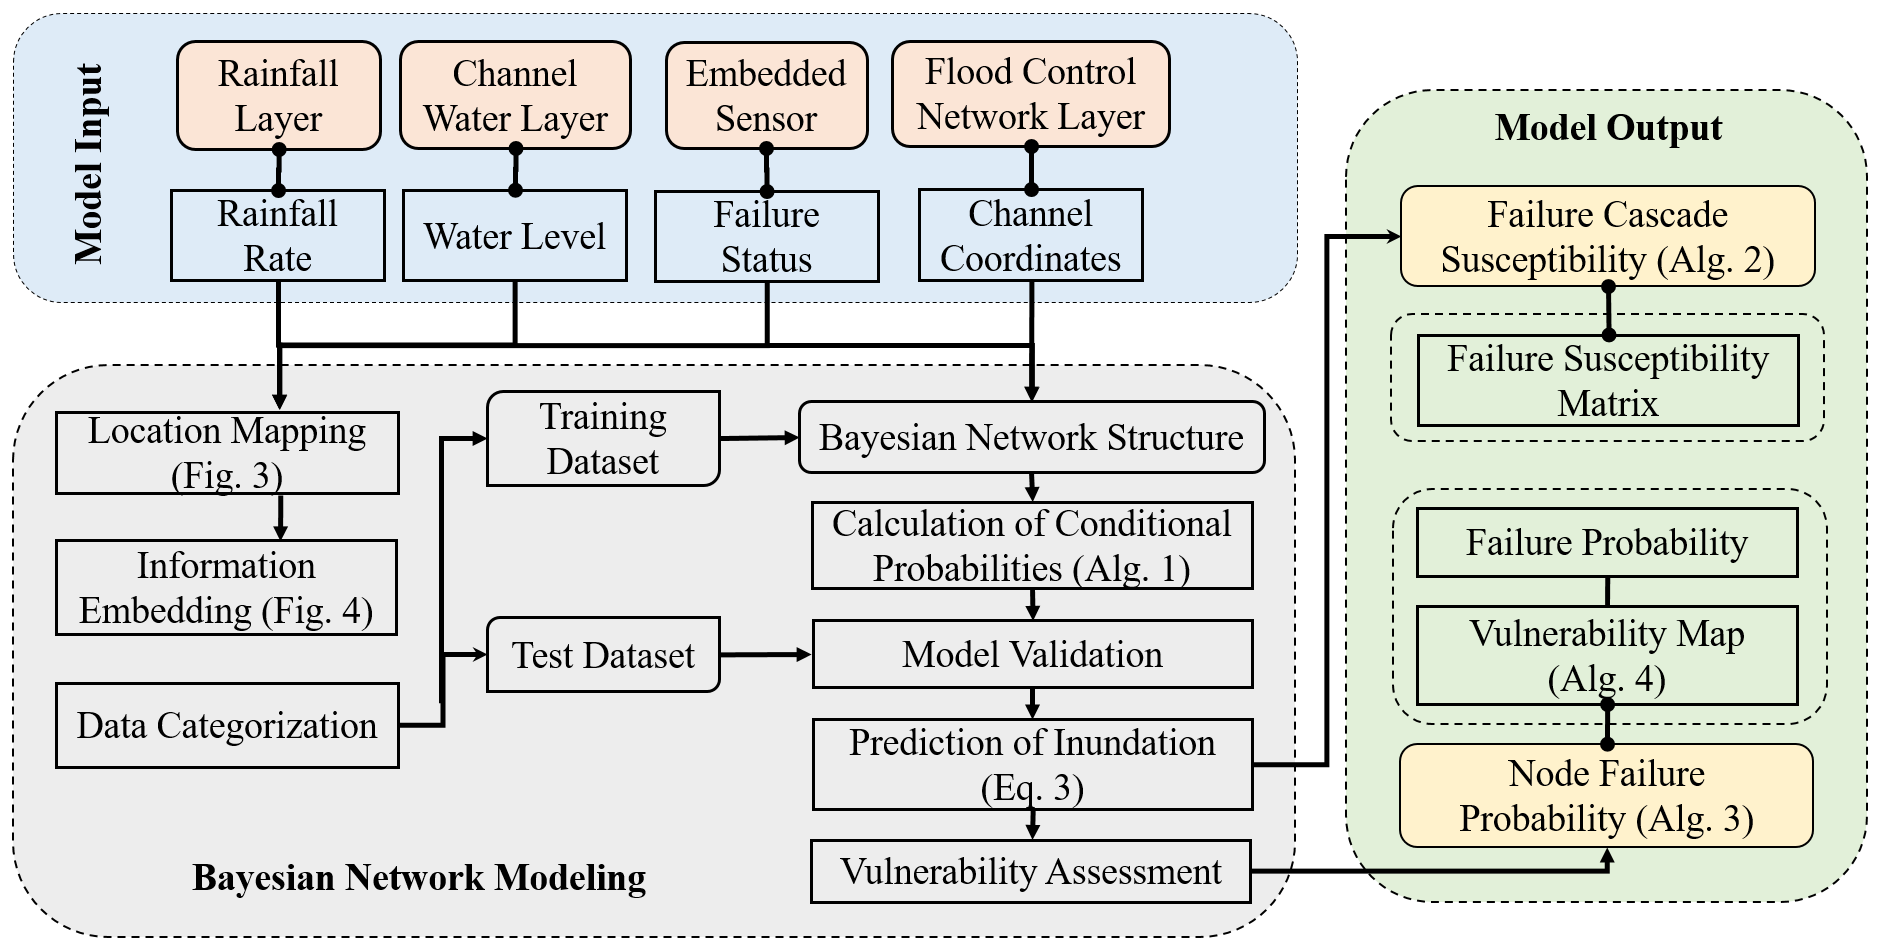 Model Input
Rainfall
Layer
Channel
Water Layer
Embedded
Sensor
Flood Control
Network Layer
Rainfall
Rate
Water Level
Failure
Status
Channel
Coordinates
Location Mapping
(Fig. 3)
Information
Embedding (Fig. 4)
Data Categorization
Training
Dataset
Test Dataset
Bayesian Network Structure
Calculation of Conditional
Probabilities (Alg. 1)
Model Validation
Prediction of Inundation
(Eq. 3)
Vulnerability Assessment
Bayesian Network Modeling
Model Output
Failure Cascade
Susceptibility (Alg. 2)
Failure Susceptibility
Matrix
Failure Probability
Vulnerability Map
(Alg. 4)
Node Failure
Probability (Alg. 3)